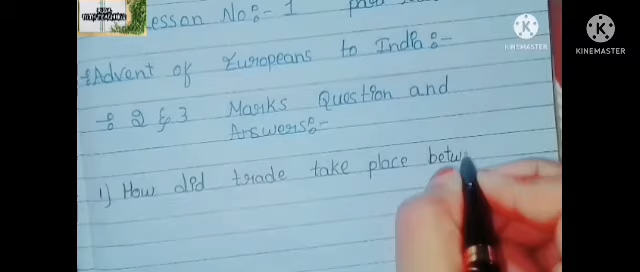 Lesson No:- 1
Advent of Europeans to India:-
2 & 3 Marks Question and
Answers:-
1) How did trade take place betw
KINEMASTER
KINEMASTER